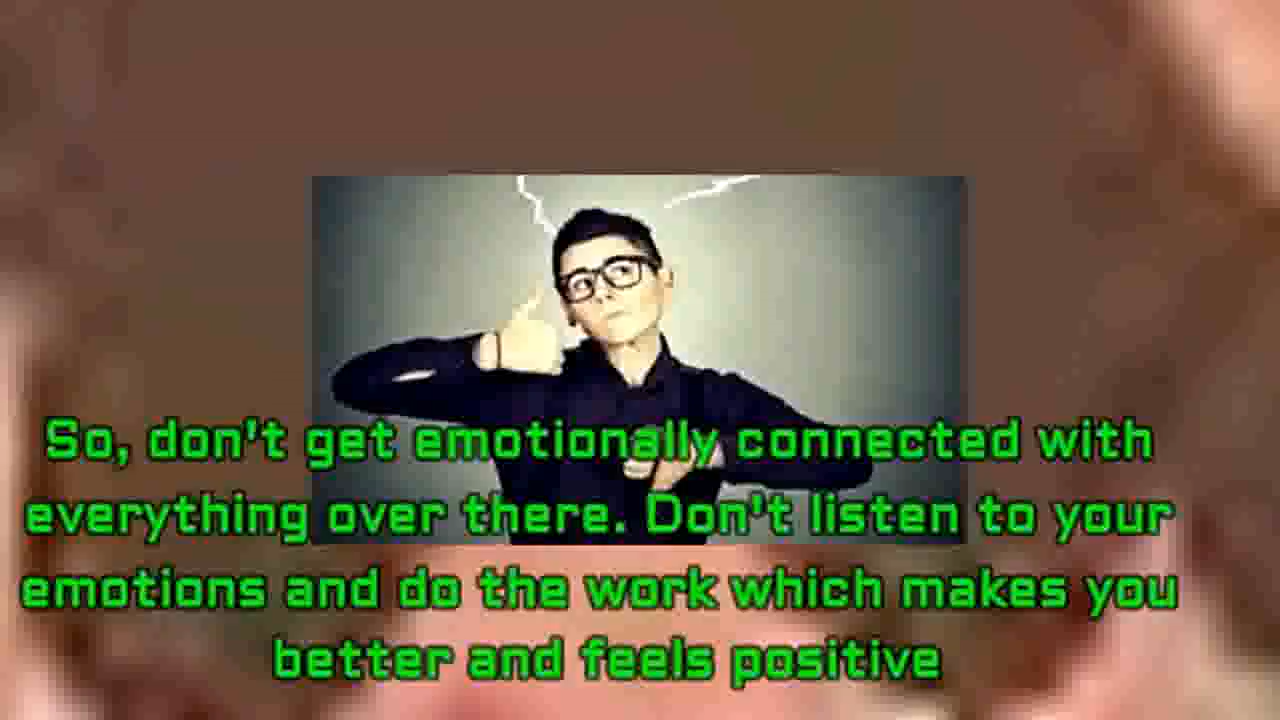 So, don't get emotionally connected with
everything over there. Don't listen to your
emotions and do the work which makes you
better and feels positive